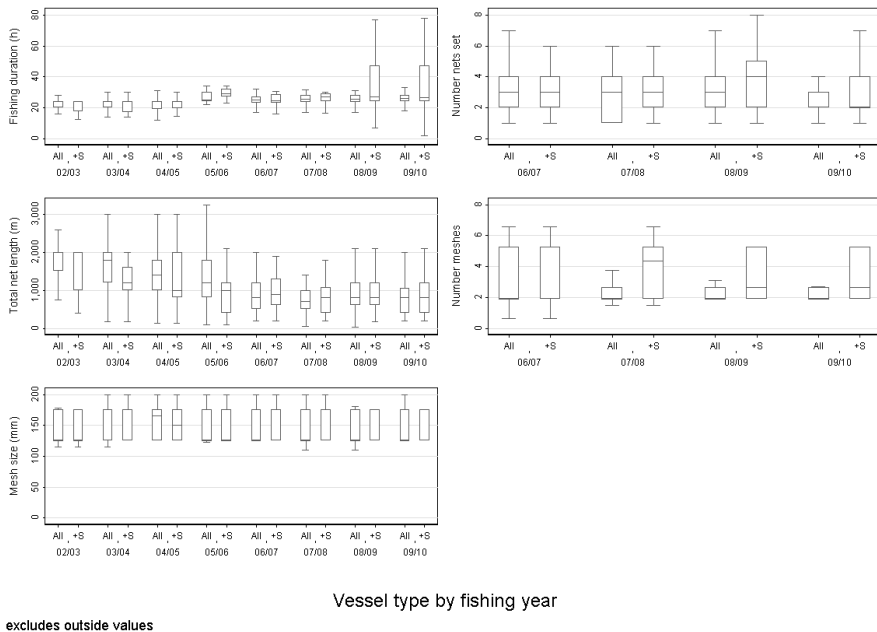 Fishing duration (h)
80
60
40
20
0
All +S All +S All +S All +S All +S All +S All +S All +S
02/03 03/04 04/05 05/06 06/07 07/08 08/09 09/10
Number nets set
8
6
4
2
0
All +S All +S All +S All +S
06/07 07/08 08/09 09/10
Total net length (m)
3,000
2,000
1,000
0
All +S All +S All +S All +S All +S All +S All +S All +S
02/03 03/04 04/05 05/06 06/07 07/08 08/09 09/10
Number meshes
8
6
4
2
0
All +S All +S All +S All +S
06/07 07/08 08/09 09/10
Mesh size (mm)
200
150
100
50
0
All +S All +S All +S All +S All +S All +S All +S All +S
02/03 03/04 04/05 05/06 06/07 07/08 08/09 09/10
Vessel type by fishing year
excludes outside values